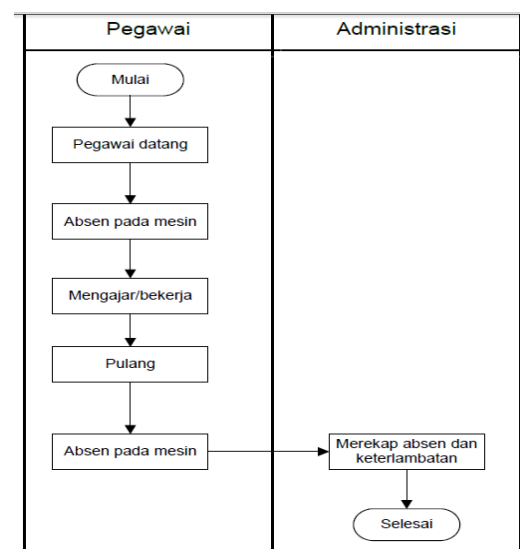 Pegawai
Administrasi
Mulai
Pegawai datang
Absen pada mesin
Mengajar/bekerja
Pulang
Absen pada mesin
Merekap absen dan
keterlambatan
Selesai